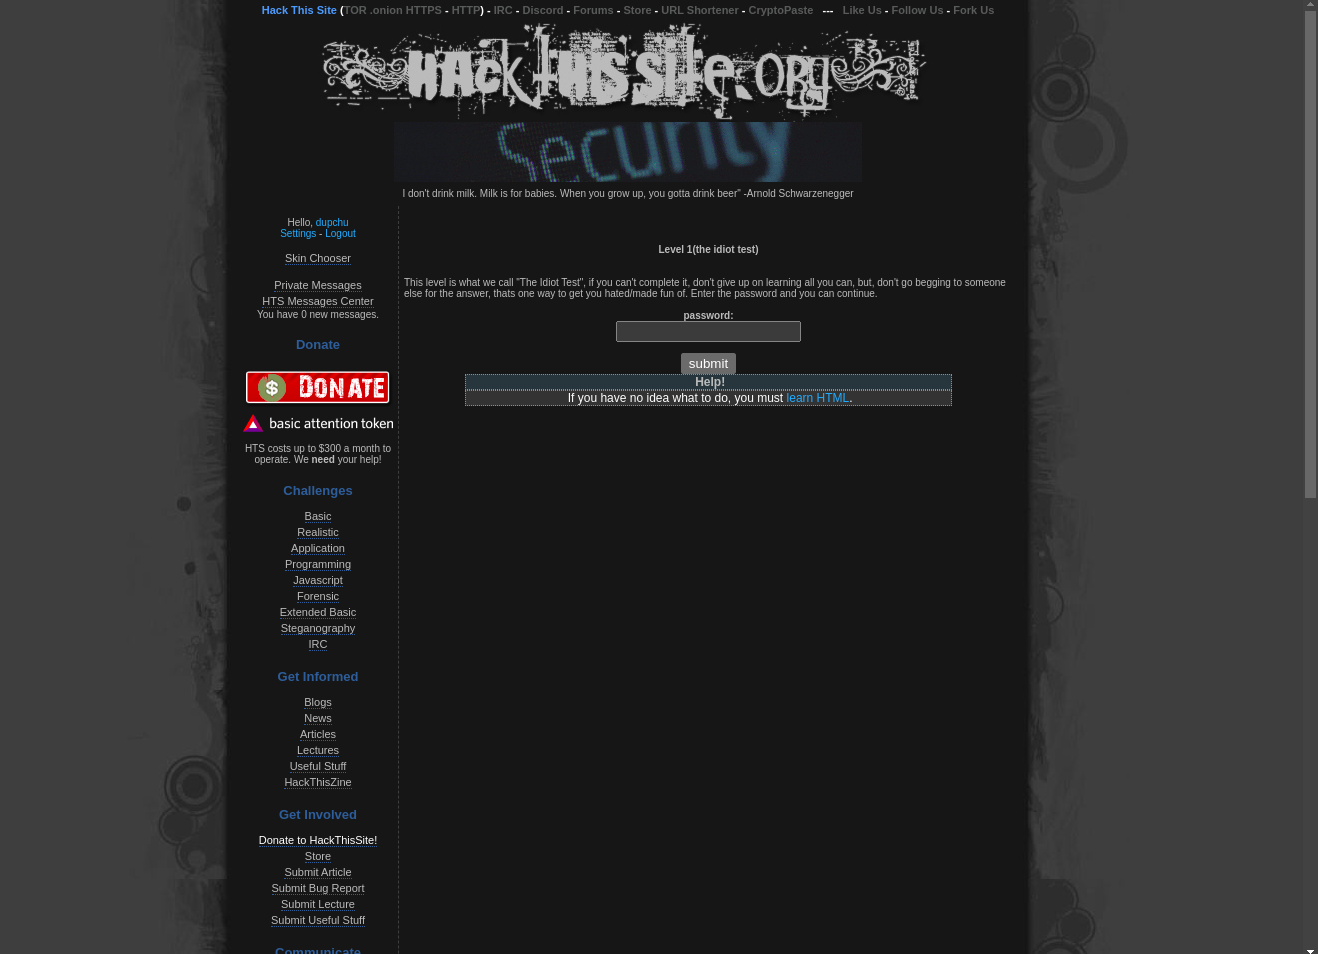 Hack This Site (TOR .onion HTTPS - HTTP) - IRC - Discord - Forums - Store - URL Shortener - CryptoPaste --- Like Us - Follow Us - Fork Us
HackThisSite.org
Security
I don't drink milk. Milk is for babies. When you grow up, you gotta drink beer" -Arnold Schwarzenegger
Hello, dupchu
Settings - Logout
Skin Chooser
Private Messages
HTS Messages Center
You have 0 new messages.
Donate
$ DONATE
basic attention token
HTS costs up to $300 a month to
operate. We need your help!
Challenges
Basic
Realistic
Application
Programming
Javascript
Forensic
Extended Basic
Steganography
IRC
Get Informed
Blogs
News
Articles
Lectures
Useful Stuff
HackThisZine
Get Involved
Donate to HackThisSite!
Store
Submit Article
Submit Bug Report
Submit Lecture
Submit Useful Stuff
Communicate
Level 1(the idiot test)
This level is what we call "The Idiot Test", if you can't complete it, don't give up on learning all you can, but, don't go begging to someone
else for the answer, thats one way to get you hated/made fun of. Enter the password and you can continue.
password:
submit
Help!
If you have no idea what to do, you must learn HTML.